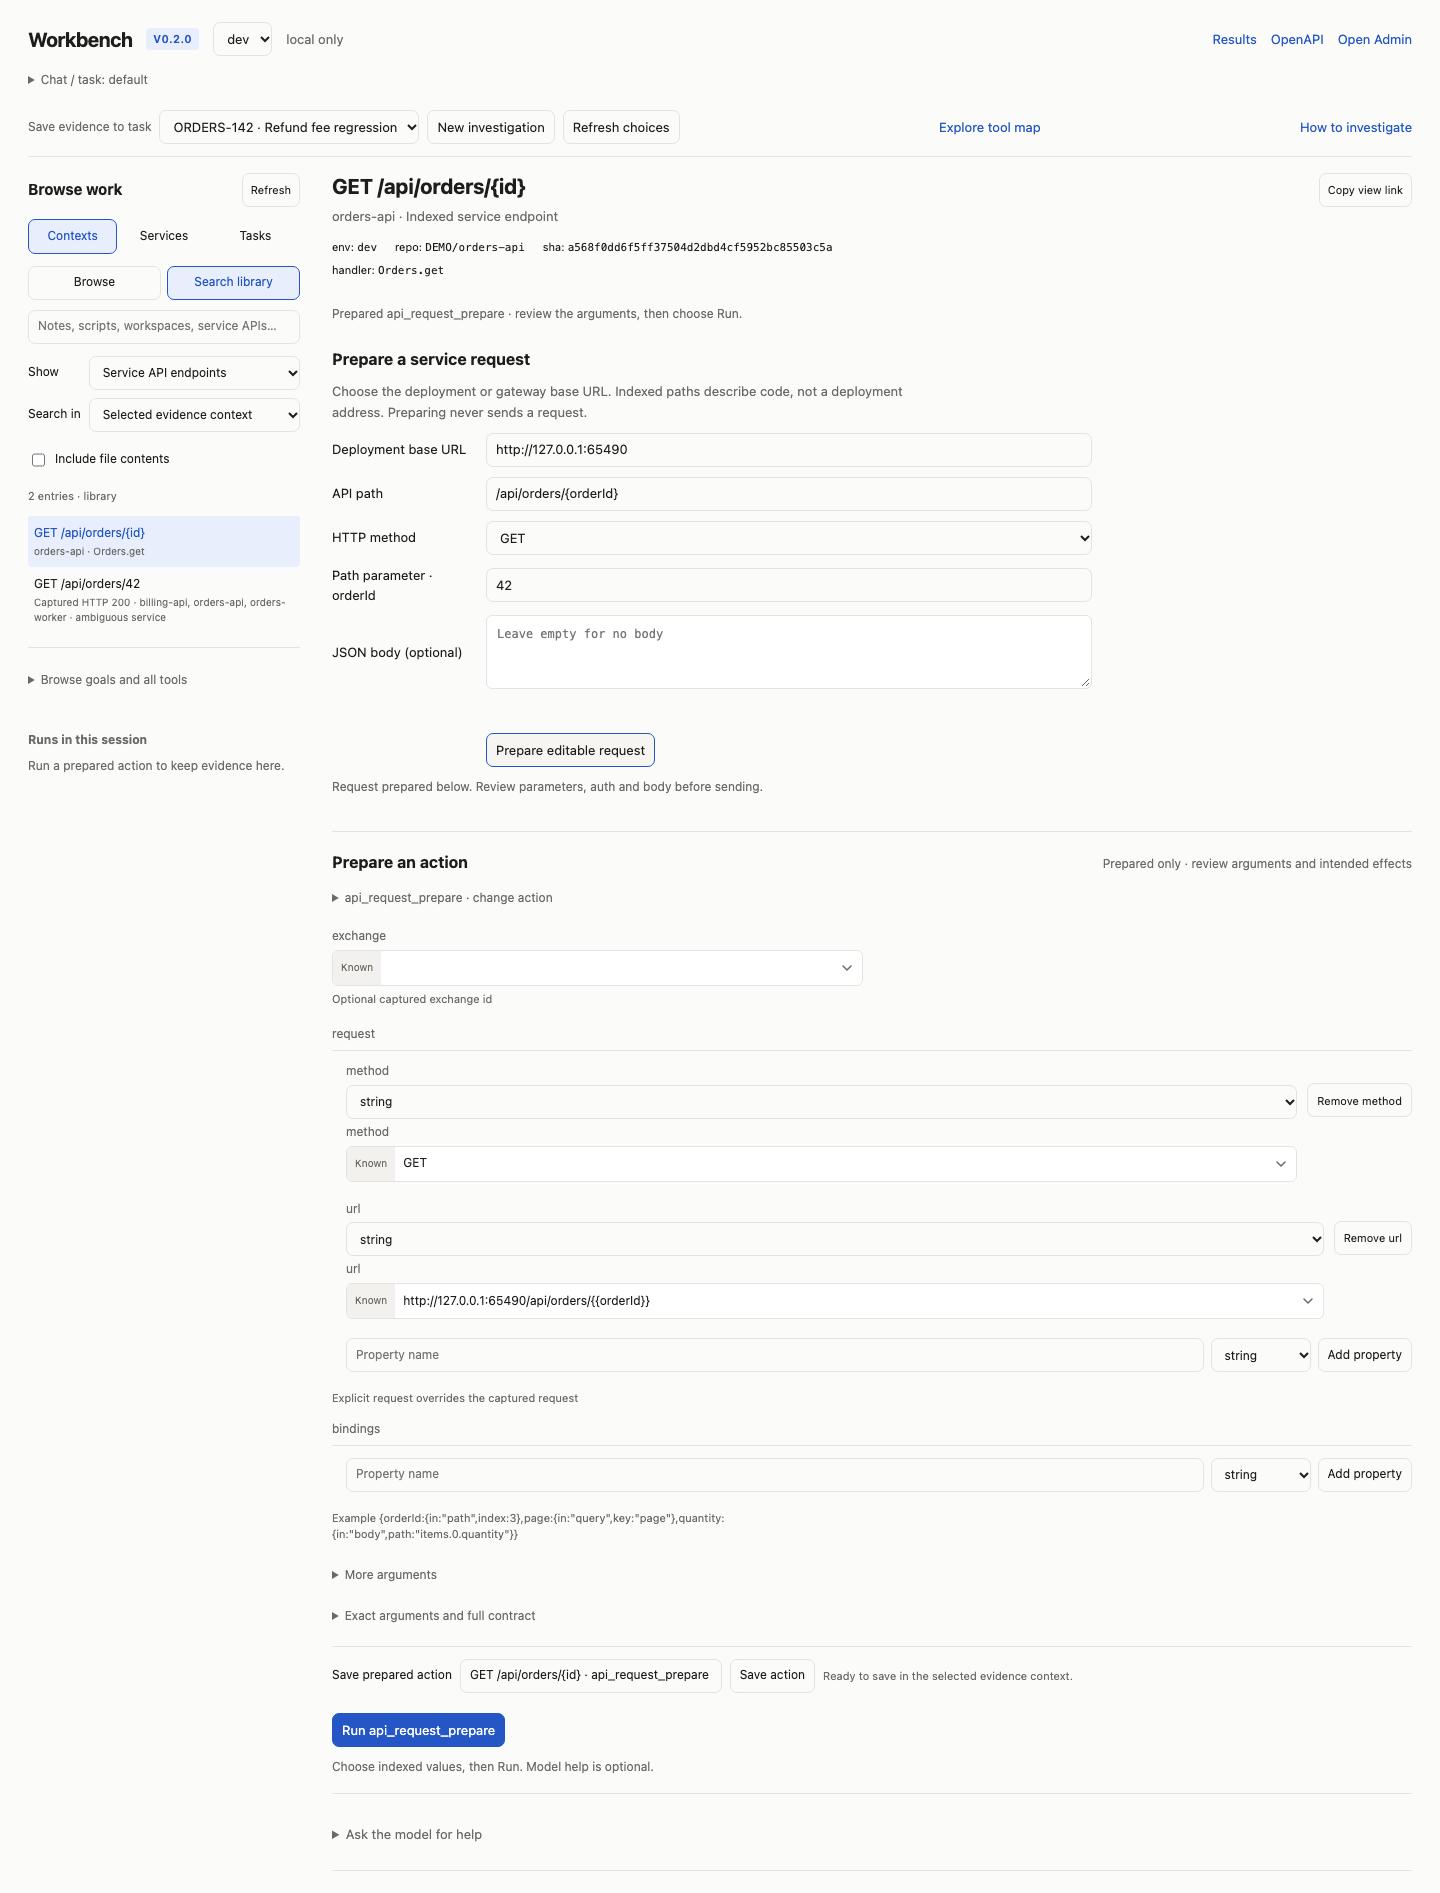 Workbench V0.2.0 dev local only Results OpenAPI Open Admin
Chat / task: default
Save evidence to task ORDERS-142 · Refund fee regression New investigation Refresh choices Explore tool map How to investigate
Browse work Refresh
Contexts Services Tasks
Browse Search library
Notes, scripts, workspaces, service APIs...
Show Service API endpoints
Search in Selected evidence context
Include file contents
2 entries · library
GET /api/orders/{id}
orders-api · Orders.get
GET /api/orders/42
Captured HTTP 200 · billing-api, orders-api, orders-
worker · ambiguous service
Browse goals and all tools
Runs in this session
Run a prepared action to keep evidence here.
GET /api/orders/{id} Copy view link
orders-api · Indexed service endpoint
env: dev repo: DEMO/orders-api sha: a568f0dd6f5ff37504d2dbd4cf5952bc85503c5a
handler: Orders.get
Prepared api_request_prepare · review the arguments, then choose Run.
Prepare a service request
Choose the deployment or gateway base URL. Indexed paths describe code, not a deployment
address. Preparing never sends a request.
Deployment base URL http://127.0.0.1:65490
API path /api/orders/{orderId}
HTTP method GET
Path parameter ·
orderId
42
JSON body (optional) Leave empty for no body
Prepare editable request
Request prepared below. Review parameters, auth and body before sending.
Prepare an action Prepared only · review arguments and intended effects
api_request_prepare · change action
exchange
Known
Optional captured exchange id
request
method
string Remove method
method
Known GET
url
string Remove url
url
Known http://127.0.0.1:65490/api/orders/{{orderId}}
Property name string Add property
Explicit request overrides the captured request
bindings
Property name string Add property
Example {orderId:{in:"path",index:3},page:{in:"query",key:"page"},quantity:
{in:"body",path:"items.0.quantity"}}
More arguments
Exact arguments and full contract
Save prepared action GET /api/orders/{id} · api_request_prepare Save action Ready to save in the selected evidence context.
Run api_request_prepare
Choose indexed values, then Run. Model help is optional.
Ask the model for help